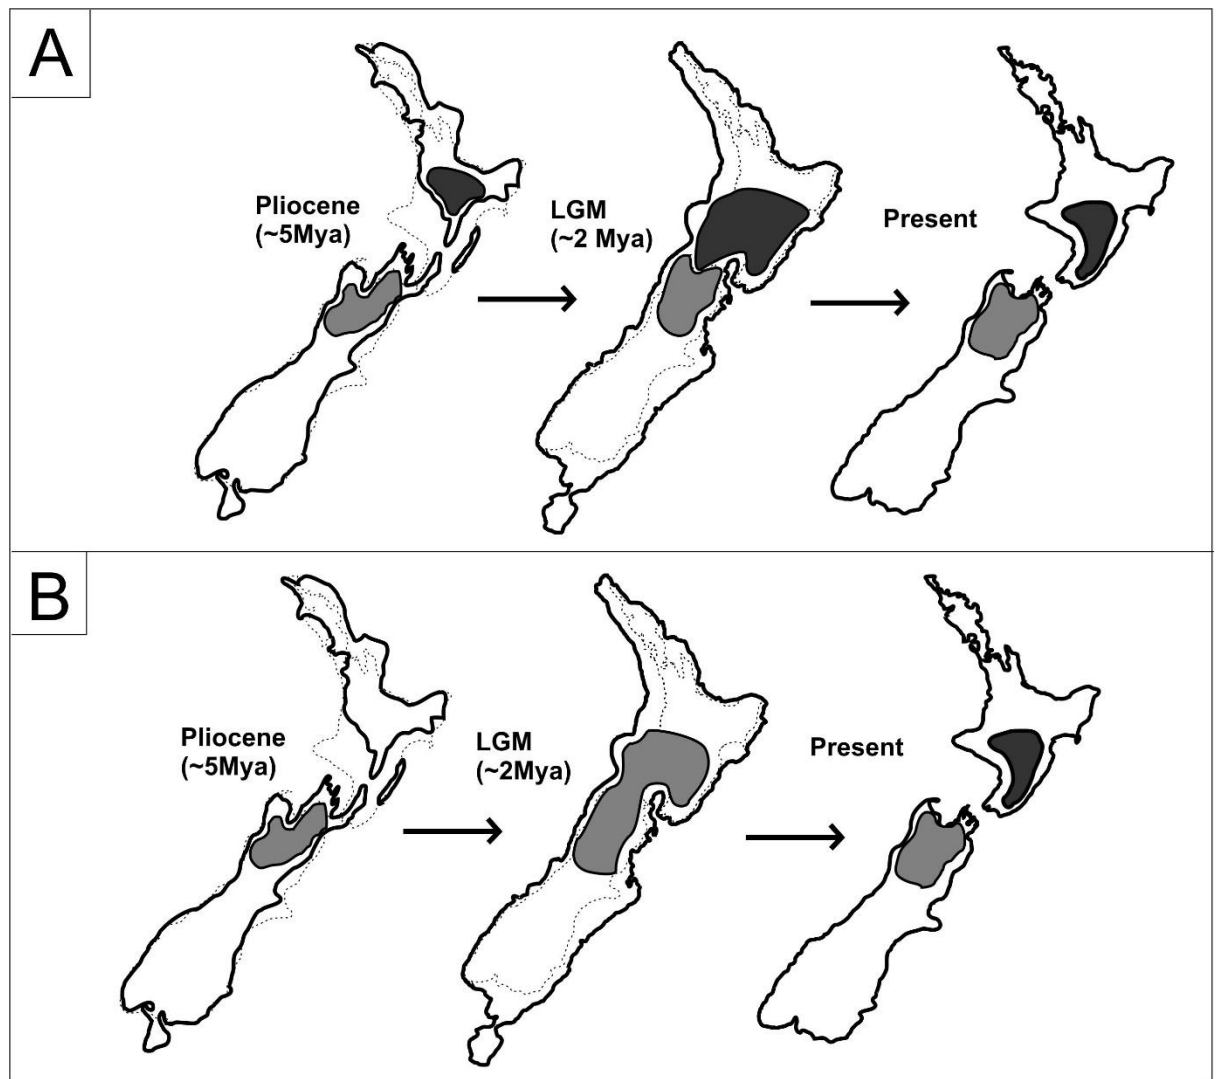 A
Pliocene
(~5Mya)
LGM
(~2 Mya)
Present
B
Pliocene
(~5Mya)
LGM
(~2Mya)
Present